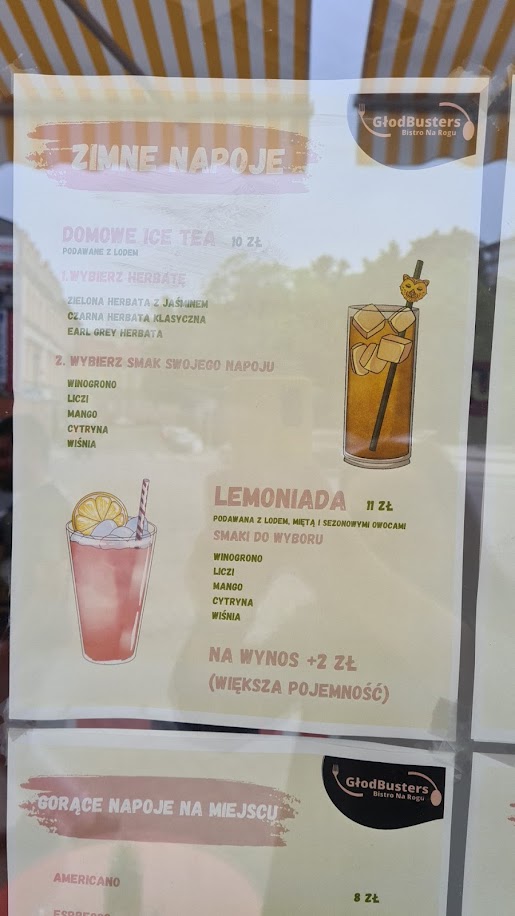 GłodBusters
Bistro Na Rogu
ZIMNE NAPOJE
DOMOWE ICE TEA 10 ZŁ
PODAWANE Z LODEM
1.WYBIERZ HERBATĘ
ZIELONA HERBATA Z JAŚMINEM
CZARNA HERBATA KLASYCZNA
EARL GREY HERBATA
2. WYBIERZ SMAK SWOJEGO NAPOJU
WINOGRONO
LICZI
MANGO
CYTRYNA
WIŚNIA
LEMONIADA 11 ZŁ
PODAWANA Z LODEM, MIĘTĄ I SEZONOWYMI OWOCAMI
SMAKI DO WYBORU
WINOGRONO
LICZI
MANGO
CYTRYNA
WIŚNIA
NA WYNOS +2 ZŁ
(WIĘKSZA POJEMNOŚĆ)
GłodBusters
Bistro Na Rogu
GORĄCE NAPOJE NA MIEJSCU
AMERICANO
8 ZŁ
ESPRESSO